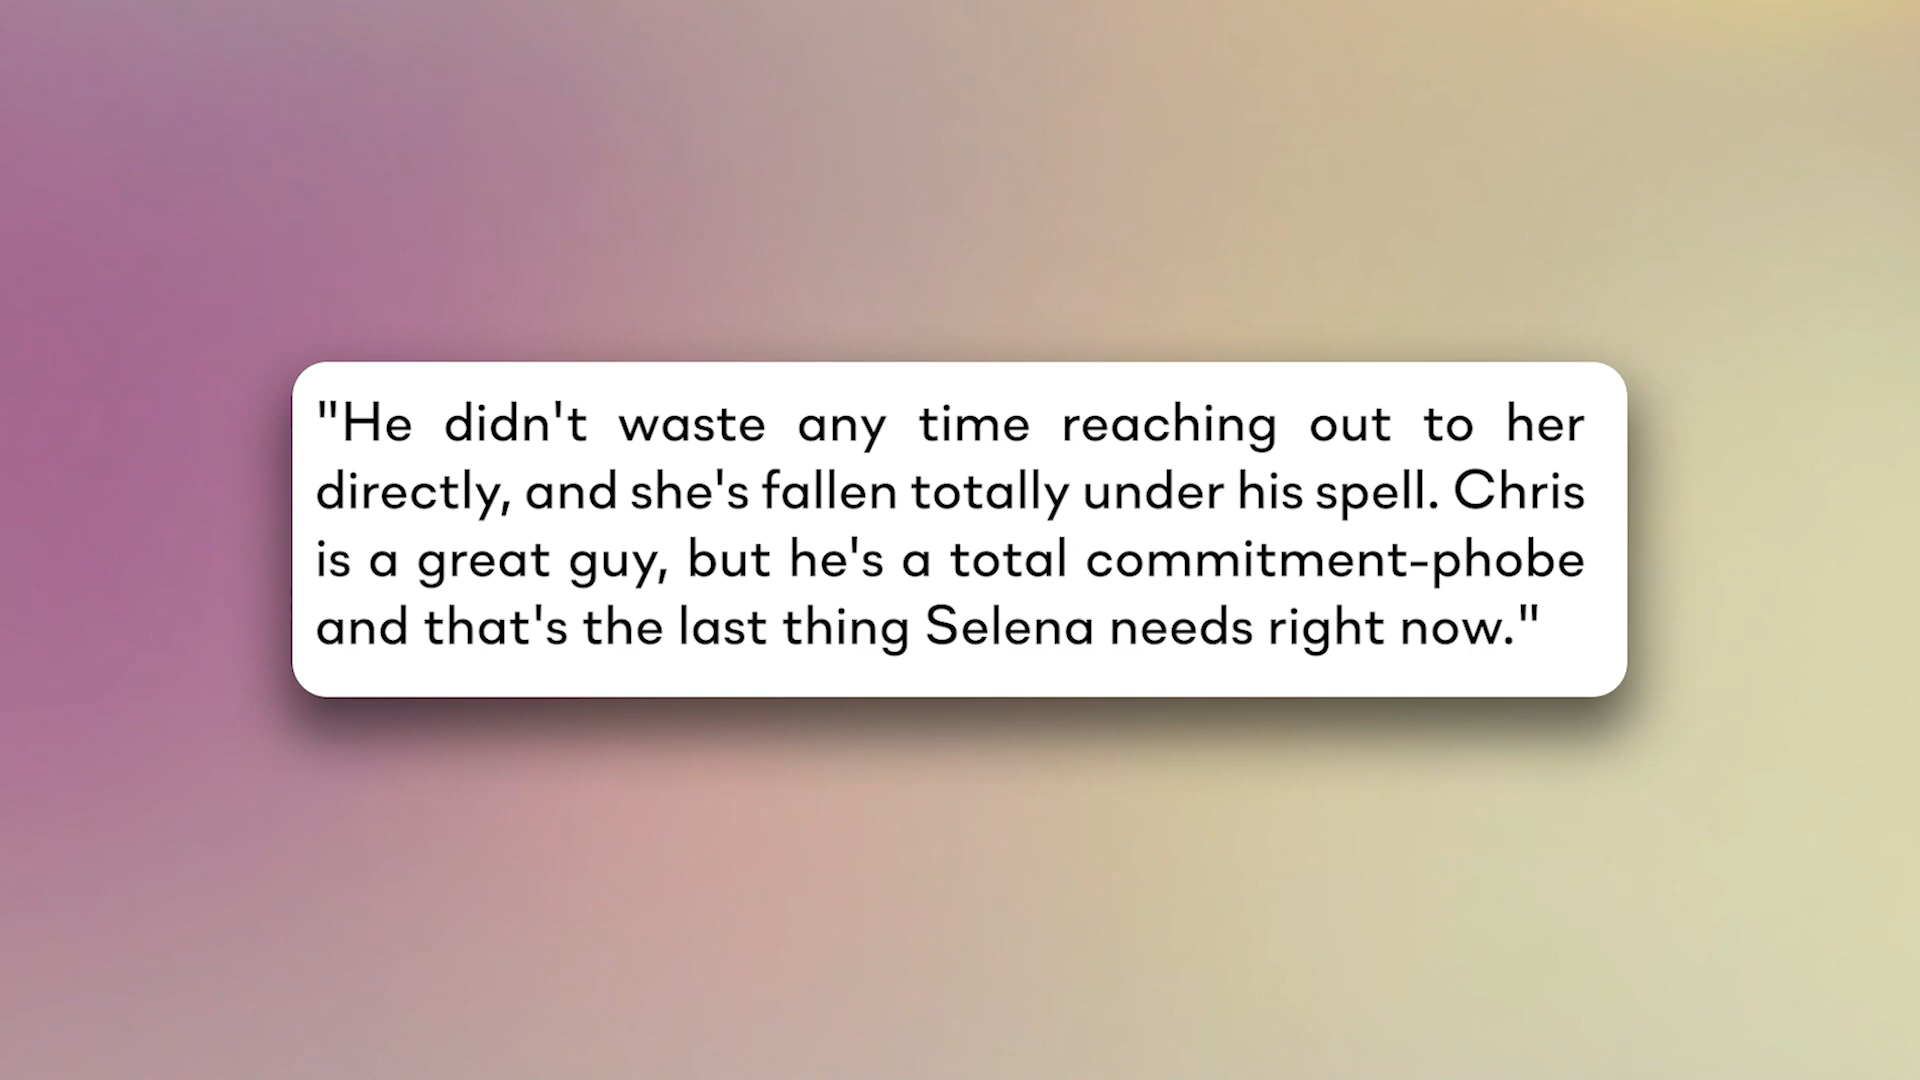 "He didn't waste any time reaching out to her
directly, and she's fallen totally under his spell. Chris
is a great guy, but he's a total commitment-phobe
and that's the last thing Selena needs right now."